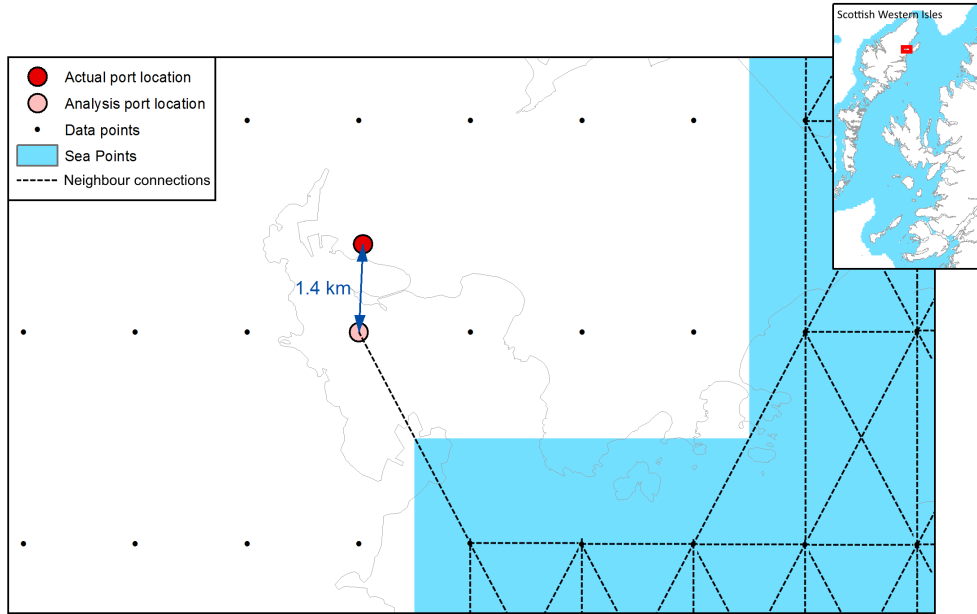 Scottish Western Isles
Actual port location
Analysis port location
Data points
Sea Points
Neighbour connections
1.4 km